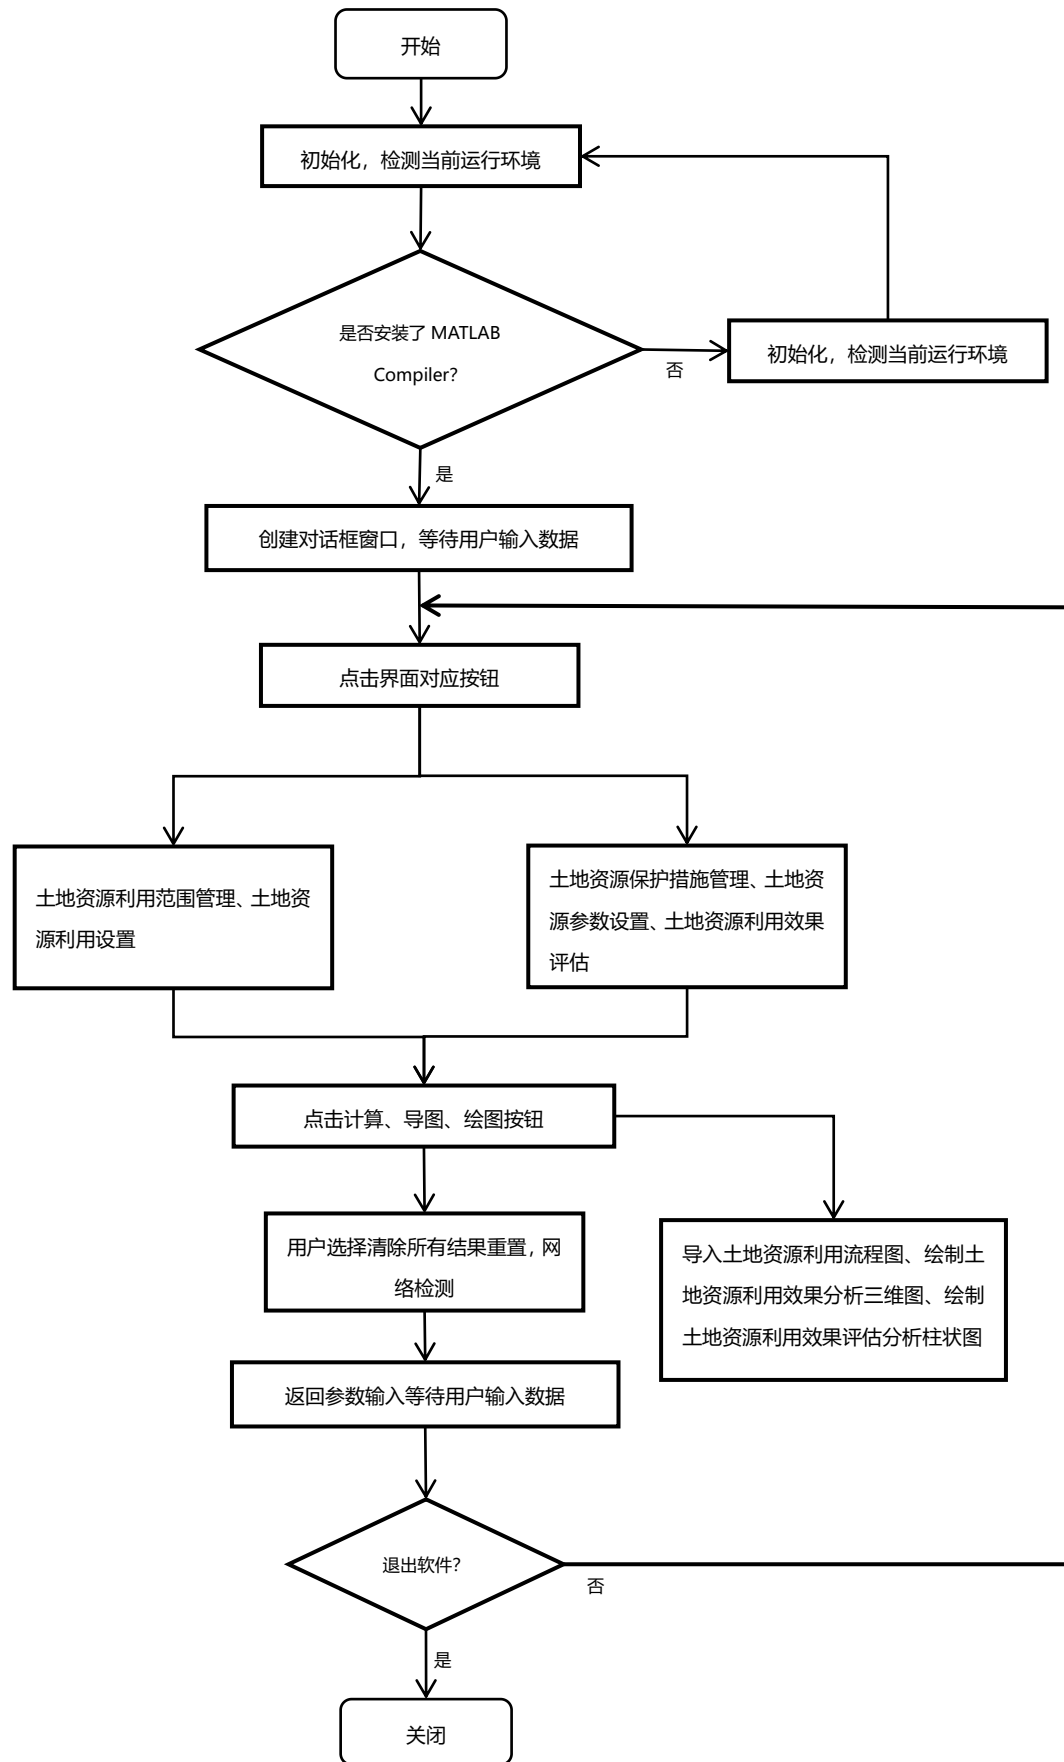 开始
初始化，检测当前运行环境
是否安装了 MATLAB
Compiler?
否
初始化，检测当前运行环境
是
创建对话框窗口，等待用户输入数据
点击界面对应按钮
土地资源利用范围管理、土地资
源利用设置
土地资源保护措施管理、土地资
源参数设置、土地资源利用效果
评估
点击计算、导图、绘图按钮
用户选择清除所有结果重置，网
络检测
导入土地资源利用流程图、绘制土
地资源利用效果分析三维图、绘制
土地资源利用效果评估分析柱状图
返回参数输入等待用户输入数据
退出软件?
否
是
关闭